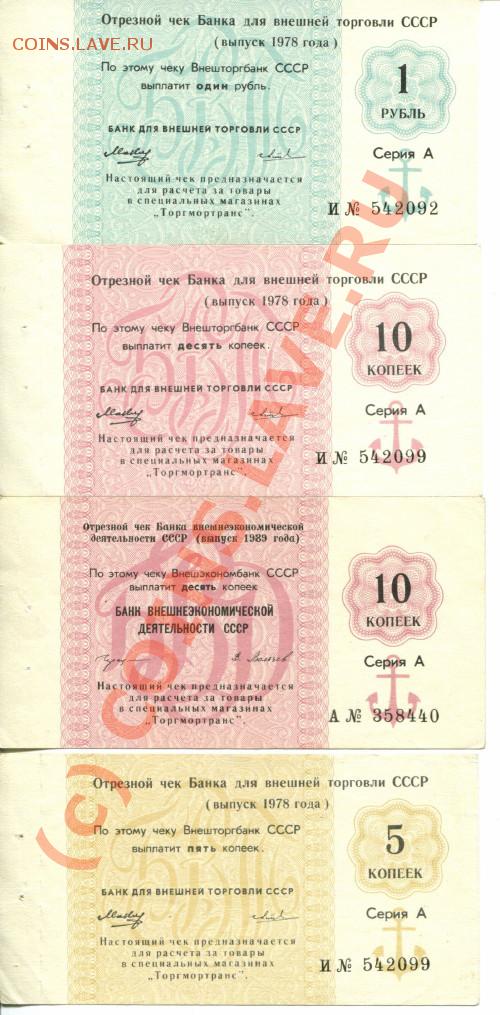 COINS.LAVE.RU
Отрезной чек Банка для внешней торговли СССР
(выпуск 1978 года)
По этому чеку Внешторгбанк СССР
выплатит один рубль.
БАНК ДЛЯ ВНЕШНЕЙ ТОРГОВЛИ СССР
Настоящий чек предназначается
для расчета за товары
в специальных магазинах
„Торгмортранс".
1
РУБЛЬ
Серия А
И № 542092
Отрезной чек Банка для внешней торговли СССР
(выпуск 1978 года)
По этому чеку Внешторгбанк СССР
выплатит десять копеек.
БАНК ДЛЯ ВНЕШНЕЙ ТОРГОВЛИ СССР
Настоящий чек предназначается
для расчета за товары
в специальных магазинах
„Торгмортранс".
10
КОПЕЕК
Серия А
И № 542099
Отрезной чек Банка внешнеэкономической
деятельности СССР (выпуск 1989 года)
По этому чеку Внешэкономбанк СССР
выплатит десять копеек
БАНК ВНЕШНЕЭКОНОМИЧЕСКОЙ
ДЕЯТЕЛЬНОСТИ СССР
Настоящий чек предназначается
для расчета за товары
в специальных магазинах
„Торгмортранс".
10
КОПЕЕК
Серия А
А № 358440
Отрезной чек Банка для внешней торговли СССР
(выпуск 1978 года)
По этому чеку Внешторгбанк СССР
выплатит пять копеек.
БАНК ДЛЯ ВНЕШНЕЙ ТОРГОВЛИ СССР
Настоящий чек предназначается
для расчета за товары
в специальных магазинах
„Торгмортранс".
5
КОПЕЕК
Серия А
И № 542099
(c) COINS.LAVE.RU